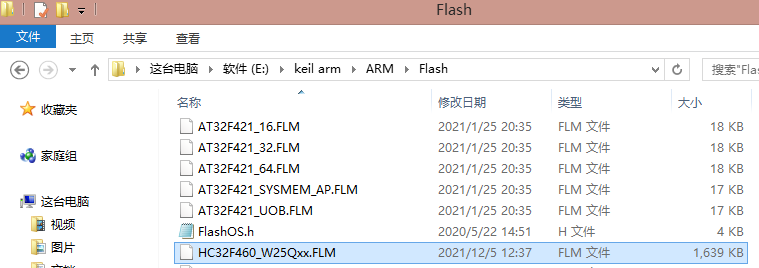 Flash
文件 主页 共享 查看
这台电脑 软件 (E:) keil arm ARM Flash 搜索"Fla
名称 修改日期 类型 大小
收藏夹
AT32F421_16.FLM 2021/1/25 20:35 FLM 文件 18 KB
AT32F421_32.FLM 2021/1/25 20:35 FLM 文件 18 KB
家庭组
AT32F421_64.FLM 2021/1/25 20:35 FLM 文件 18 KB
AT32F421_SYSMEM_AP.FLM 2021/1/25 20:35 FLM 文件 17 KB
这台电脑
AT32F421_UOB.FLM 2021/1/25 20:35 FLM 文件 17 KB
视频
FlashOS.h 2020/5/22 14:51 H 文件 4 KB
图片
HC32F460_W25Qxx.FLM 2021/12/5 12:37 FLM 文件 1,639 KB